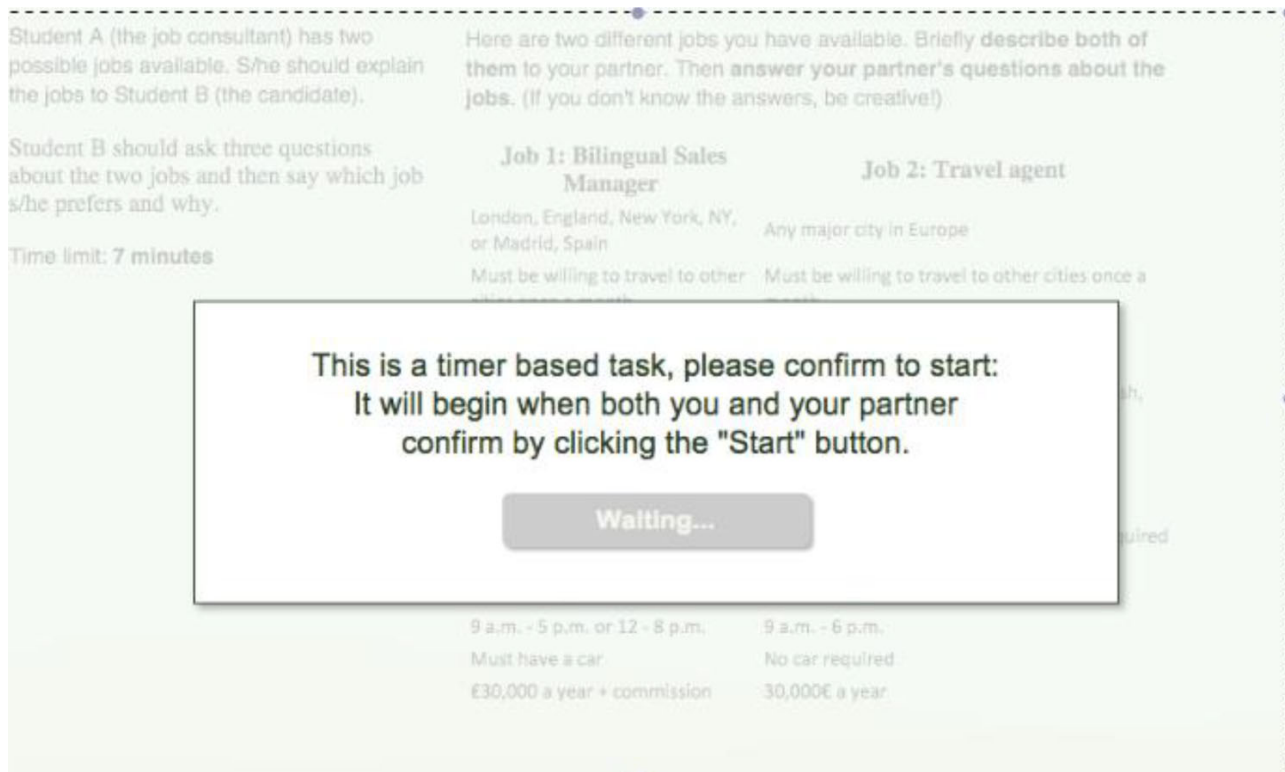 Student A (the job consultant) has two
possible jobs available. S/he should explain
the jobs to Student B (the candidate).
Student B should ask three questions
about the two jobs and then say which job
s/he prefers and why.
Time limit: 7 minutes
Here are two different jobs you have available. Briefly describe both of
them to your partner. Then answer your partner's questions about the
jobs. (If you don't know the answers, be creative!)
Job 1: Bilingual Sales
Manager
London, England, New York, NY,
or Madrid, Spain
Must be willing to travel to other
cities once a month
Job 2: Travel agent
Any major city in Europe
Must be willing to travel to other cities once a
month
This is a timer based task, please confirm to start:
It will begin when both you and your partner
confirm by clicking the "Start" button.
Waiting...
9 a.m. - 5 p.m. or 12 - 8 p.m.
Must have a car
£30,000 a year + commission
9 a.m. - 6 p.m.
No car required
30,000€ a year